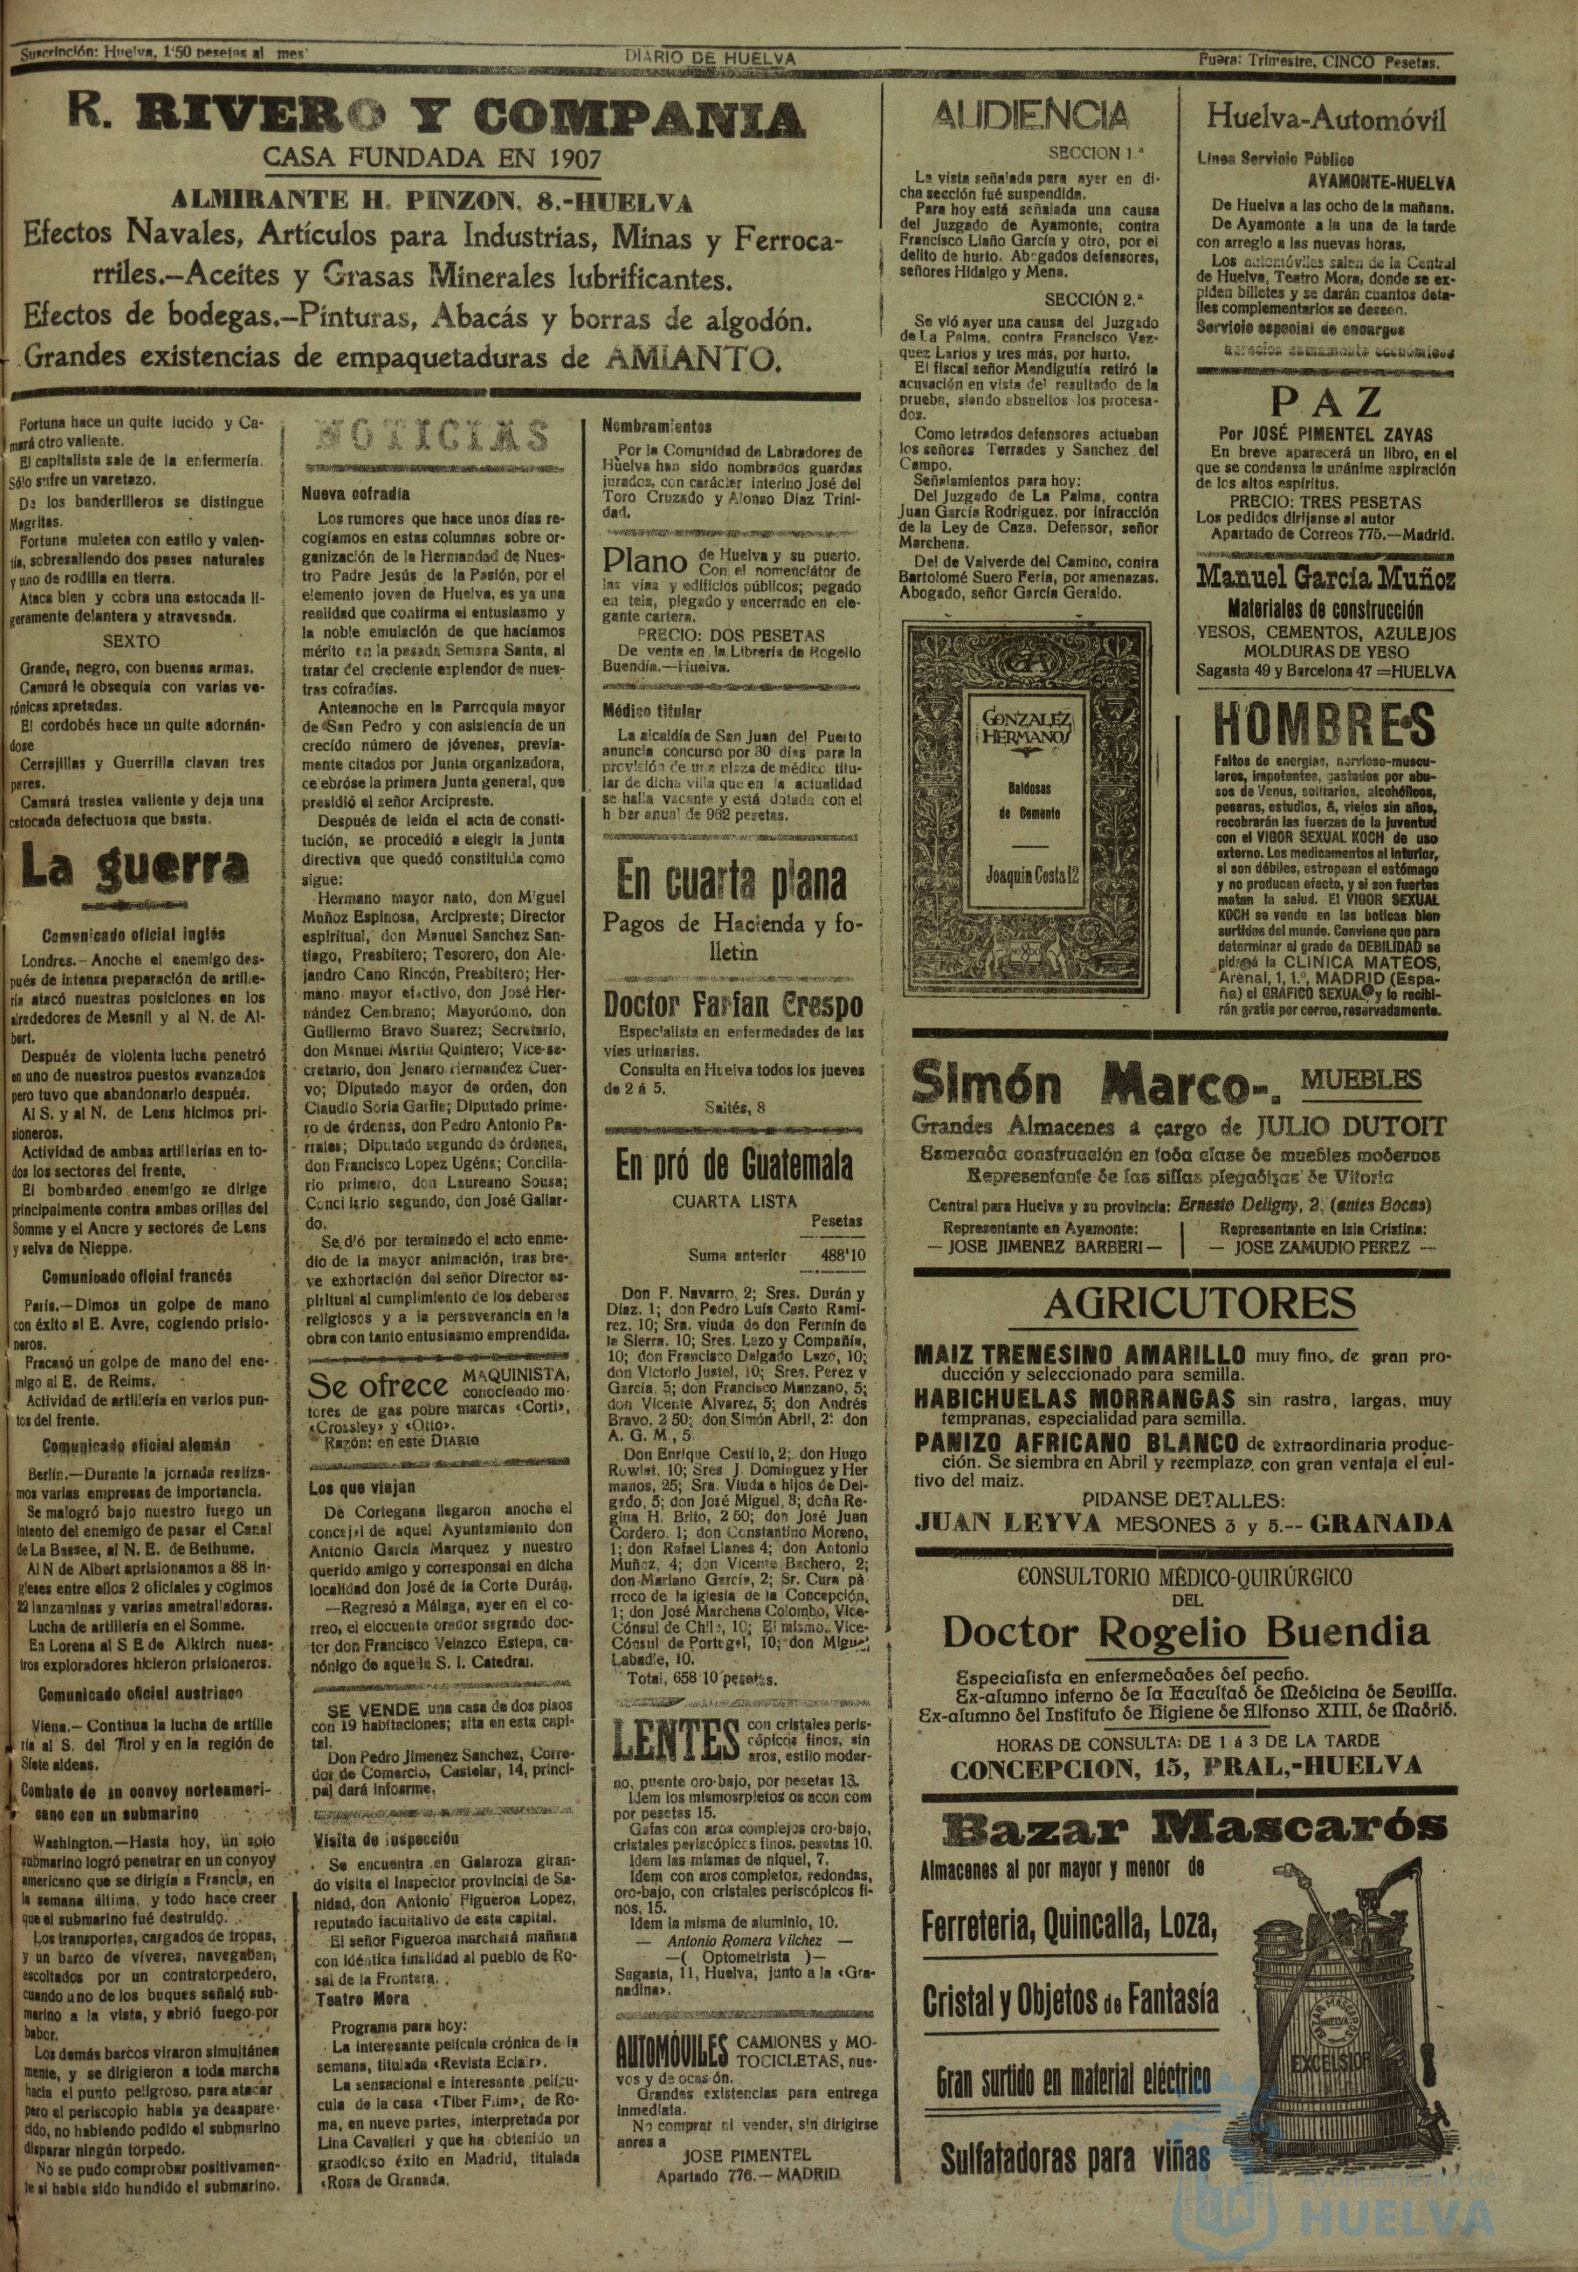 Suscripción: Huelva, 1'50 pesetas al mes
DIARIO DE HUELVA
Fuera: Trimestre, CINCO Pesetas.
R. RIVERO Y COMPANIA
CASA FUNDADA EN 1907
ALMIRANTE H. PINZON, 8.-HUELVA
Efectos Navales, Artículos para Industrias, Minas y Ferroca-
rriles.—Aceites y Grasas Minerales lubrificantes.
Efectos de bodegas.—Pinturas, Abacás y borras de algodón.
Grandes existencias de empaquetaduras de AMIANTO.
Fortuna hace un quite lucido y Ca-
mará otro valiente.
El capitalista sale de la enfermería.
Sólo sufre un varetazo.
De los banderilleros se distingue
Magritas.
Fortuna muletea con estilo y valen-
tía, sobresaliendo dos pases naturales
y uno de rodilla en tierra.
Ataca bien y cobra una estocada li-
geramente delantera y atravesada.
SEXTO
Grande, negro, con buenas armas.
Camará le obsequia con varias ve-
rónicas apretadas.
El cordobés hace un quite adornán-
dose
Cerrajillas y Guerrilla clavan tres
pares.
Camará trastea valiente y deja una
estocada defectuosa que basta.
La guerra
Comunicado oficial inglés
Londres.—Anoche el enemigo des-
pués de intensa preparación de artille-
ría atacó nuestras posiciones en los
alrededores de Mesnil y al N. de Al-
bert.
Después de violenta lucha penetró
en uno de nuestros puestos avanzados
pero tuvo que abandonarlo después.
Al S. y al N. de Lens hicimos pri-
sioneros.
Actividad de ambas artillerías en to-
dos los sectores del frente.
El bombardeo enemigo se dirige
principalmente contra ambas orillas del
Somme y el Ancre y sectores de Lens
y selva de Nieppe.
Comunicado oficial francés
París.—Dimos un golpe de mano
con éxito al E. Avre, cogiendo prisio-
neros.
Fracasó un golpe de mano del ene-
migo al E. de Reims.
Actividad de artillería en varios pun-
tos del frente.
Comunicado oficial alemán
Berlín.—Durante la jornada realiza-
mos varias empresas de importancia.
Se malogró bajo nuestro fuego un
intento del enemigo de pasar el Canal
de La Bassee, al N. E. de Bethume.
Al N de Albert aprisionamos a 88 in-
gleses entre ellos 2 oficiales y cogimos
22 lanzaminas y varias ametralladoras.
Lucha de artillería en el Somme.
En Lorena al S E de Alkirch nues-
tros exploradores hicieron prisioneros.
Comunicado oficial austriaco
Viena.—Continúa la lucha de artille
ría al S. del Tirol y en la región de
Siete aldeas.
Combate de un convoy norteameri-
cano con un submarino
Washington.—Hasta hoy, un solo
submarino logró penetrar en un convoy
americano que se dirigía a Francia, en
la semana última, y todo hace creer
que el submarino fué destruido.
Los transportes, cargados de tropas,
y un barco de víveres, navegaban,
escoltados por un contratorpedero,
cuando uno de los buques señaló sub-
marino a la vista, y abrió fuego por
babor.
Los demás barcos viraron simultánea
mente, y se dirigieron a toda marcha
hacia el punto peligroso, para atacar
pero el periscopio había ya desapare-
cido, no habiendo podido el submarino
disparar ningún torpedo.
No se pudo comprobar positivamen-
te si había sido hundido el submarino.
NOTICIAS
Nueva cofradía
Los rumores que hace unos días re-
cogíamos en estas columnas sobre or-
ganización de la Hermandad de Nues-
tro Padre Jesús de la Pasión, por el
elemento joven de Huelva, es ya una
realidad que confirma el entusiasmo y
la noble emulación de que hacíamos
mérito en la pasada Semana Santa, al
tratar del creciente esplendor de nues-
tras cofradías.
Anteanoche en la Parroquia mayor
de San Pedro y con asistencia de un
crecido número de jóvenes, previa-
mente citados por Junta organizadora,
celebróse la primera Junta general, que
presidió el señor Arcipreste.
Después de leída el acta de consti-
tución, se procedió a elegir la Junta
directiva que quedó constituida como
sigue:
Hermano mayor nato, don Miguel
Muñoz Espinosa, Arcipreste; Director
espiritual, don Manuel Sanchez San-
tiago, Presbítero; Tesorero, don Ale-
jandro Cano Rincón, Presbítero; Her-
mano mayor efectivo, don José Her-
nández Cembrano; Mayordomo, don
Guillermo Bravo Suarez; Secretario,
don Manuel Martín Quintero; Vice-se-
cretario, don Jenaro Hernandez Cuer-
vo; Diputado mayor de orden, don
Claudio Soria Garfie; Diputado prime-
ro de órdenes, don Pedro Antonio Pa-
rrales; Diputado segundo de órdenes,
don Francisco Lopez Ugéns; Concilia-
rio primero, don Laureano Sousa;
Conciliario segundo, don José Gallar-
do.
Se dió por terminado el acto enme-
dio de la mayor animación, tras bre-
ve exhortación del señor Director es-
piritual al cumplimiento de los deberes
religiosos y a la perseverancia en la
obra con tanto entusiasmo emprendida.
Se ofrece MAQUINISTA,
conociendo mo-
tores de gas pobre marcas «Corti»,
«Crossley» y «Otto».
Razón: en este DIARIO
Los que viajan
De Cortegana llegaron anoche el
concejal de aquel Ayuntamiento don
Antonio García Marquez y nuestro
querido amigo y corresponsal en dicha
localidad don José de la Corte Durán.
—Regresó a Málaga, ayer en el co-
rreo, el elocuente orador sagrado doc-
tor don Francisco Velazco Estepa, ca-
nónigo de aquella S. I. Catedral.
SE VENDE una casa de dos pisos
con 19 habitaciones; sita en esta capi-
tal.
Don Pedro Jimenez Sanchez, Corre-
dor de Comercio, Castelar, 14, princi-
pal dará informe.
Visita de inspección
Se encuentra en Galaroza giran-
do visita el Inspector provincial de Sa-
nidad, don Antonio Figueroa Lopez,
reputado facultativo de esta capital.
El señor Figueroa marchará mañana
con idéntica finalidad al pueblo de Ro-
sal de la Frontera.
Teatro Mora
Programa para hoy:
La interesante película crónica de la
semana, titulada «Revista Eclair».
La sensacional e interesante pelícu-
cula de la casa «Tiber Film», de Ro-
ma, en nueve partes, interpretada por
Lina Cavalieri y que ha obtenido un
graodioso éxito en Madrid, titulada
«Rosa de Granada.
Nombramientos
Por la Comunidad de Labradores de
Huelva han sido nombrados guardas
jurados, con carácter interino José del
Toro Cruzado y Alonso Diaz Trini-
dad.
Plano de Huelva y su puerto.
Con el nomenclátor de
las vías y edificios públicos; pegado
en tela, plegado y encerrado en ele-
gante cartera.
PRECIO: DOS PESETAS
De venta en la Librería de Rogelio
Buendía.—Huelva.
Médico titular
La alcaldía de San Juan del Puerto
anuncia concurso por 30 días para la
provisión de una plaza de médico titu-
lar de dicha villa que en la actualidad
se halla vacante y está dotada con el
h ber anual de 962 pesetas.
En cuarta plana
Pagos de Hacienda y fo-
lletín
Doctor Farfan Crespo
Especialista en enfermedades de las
vías urinarias.
Consulta en Huelva todos los jueves
de 2 á 5.
Saltés, 8
En pró de Guatemala
CUARTA LISTA
Pesetas
Suma anterior 488'10
Don F. Navarro, 2; Sres. Durán y
Diaz, 1; don Pedro Luis Casto Rami-
rez, 10; Sra. viuda de don Fermín de
la Sierra, 10; Sres. Lazo y Compañía,
10; don Francisco Delgado Lazo, 10;
don Victorio Justel, 10; Sres. Perez y
García, 5; don Francisco Manzano, 5;
don Vicente Alvarez, 5; don Andrés
Bravo, 2 50; don Simón Abril, 2; don
A. G. M., 5
Don Enrique Castillo, 2; don Hugo
Rowlat, 10; Sres J. Dominguez y Her
manos, 25; Sra. Viuda e hijos de Del-
gado, 5; don José Miguel, 3; doña Re-
gina H. Brito, 2 50; don José Juan
Cordero, 1; don Constantino Moreno,
1; don Rafael Llanes 4; don Antonio
Muñoz, 4; don Vicente Bachero, 2;
don Mariano García, 2; Sr. Cura pá
rroco de la iglesia de la Concepción,
1; don José Marchena Colombo, Vice-
Cónsul de Chile, 10; El mismo, Vice-
Cónsul de Portugal, 10; don Miguel
Labadíe, 10.
Total, 658 10 pesetas.
LENTES con cristales peris-
cópicos finos, sin
aros, estilo moder-
no, puente oro-bajo, por pesetas 13.
Idem los mismosrpletos os acon com
por pesetas 15.
Gafas con aros complejos oro-bajo,
cristales periscópicos finos, pesetas 10.
Idem las mismas de niquel, 7.
Idem con aros completos, redondas,
oro-bajo, con cristales periscópicos fi-
nos, 15.
Idem la misma de aluminio, 10.
— Antonio Romera Vilchez —
—( Optometrista )—
Sagasta, 11, Huelva, junto a la «Gra-
nadina».
AUTOMÓVILES CAMIONES y MO-
TOCICLETAS, nue-
vos y de ocasión.
Grandes existencias para entrega
inmediata.
No comprar ni vender, sin dirigirse
anres a
JOSE PIMENTEL
Apartado 776.—MADRID
AUDIENCIA
SECCION 1.ª
La vista señalada para ayer en di-
cha sección fué suspendida.
Para hoy está señalada una causa
del Juzgado de Ayamonte, contra
Francisco Llaño García y otro, por el
delito de hurto. Abogados defensores,
señores Hidalgo y Mena.
SECCIÓN 2.ª
Se vió ayer una causa del Juzgado
de La Palma, contra Francisco Vaz-
quez Larios y tres más, por hurto.
El fiscal señor Mendigutía retiró la
acusación en vista del resultado de la
prueba, siendo absueltos los procesa-
dos.
Como letrados defensores actuaban
los señores Terrades y Sanchez del
Campo.
Señalamientos para hoy:
Del Juzgado de La Palma, contra
Juan García Rodriguez, por infracción
de la Ley de Caza. Defensor, señor
Marchena.
Del de Valverde del Camino, contra
Bartolomé Suero Feria, por amenazas.
Abogado, señor García Geraldo.
GONZALEZ
HERMANOS
Baldosas
de Cemento
Joaquín Costa 12
Huelva-Automóvil
Línea Servicio Público
AYAMONTE-HUELVA
De Huelva a las ocho de la mañana.
De Ayamonte a la una de la tarde
con arreglo a las nuevas horas.
Los automóviles salen de la Central
de Huelva, Teatro Mora, donde se ex-
piden billetes y se darán cuantos deta-
lles complementarios se deseen.
Servicio especial de encargos
sumamente económicos
PAZ
Por JOSÉ PIMENTEL ZAYAS
En breve aparecerá un libro, en el
que se condensa la unánime aspiración
de los altos espíritus.
PRECIO: TRES PESETAS
Los pedidos diríjanse al autor
Apartado de Correos 775.—Madrid.
Manuel García Muñoz
Materiales de construcción
YESOS, CEMENTOS, AZULEJOS
MOLDURAS DE YESO
Sagasta 49 y Barcelona 47 =HUELVA
HOMBRES
Faltos de energías, nervioso-muscu-
lares, impotentes, gastados por abu-
sos de Venus, solitarios, alcohólicos,
pesares, estudios, &, viejos sin años,
recobrarán las fuerzas de la juventud
con el VIGOR SEXUAL KOCH de uso
externo. Los medicamentos al interior,
si son débiles, estropean el estómago
y no producen efecto, y si son fuertes
matan la salud. El VIGOR SEXUAL
KOCH se vende en las boticas bien
surtidas del mundo. Conviene que para
determinar el grado de DEBILIDAD se
pidan á la CLINICA MATEOS,
Arenal, 1, 1.º, MADRID (Espa-
ña) el GRÁFICO SEXUAL y lo recibi-
rán gratis por correo, reservadamente.
Simón Marco-. MUEBLES
Grandes Almacenes á cargo de JULIO DUTOIT
Esmerada construcción en toda clase de muebles modernos
Representante de las sillas plegadizas de Vitoria
Central para Huelva y su provincia: Ernesto Deligny, 2, (antes Bocas)
Representante en Ayamonte:
— JOSE JIMENEZ BARBERI —
Representante en Isla Cristina:
— JOSE ZAMUDIO PEREZ —
AGRICUTORES
MAIZ TRENESINO AMARILLO muy fino, de gran pro-
ducción y seleccionado para semilla.
HABICHUELAS MORRANGAS sin rastra, largas, muy
tempranas, especialidad para semilla.
PANIZO AFRICANO BLANCO de extraordinaria produc-
ción. Se siembra en Abril y reemplaza con gran ventaja el cul-
tivo del maiz.
PIDANSE DETALLES:
JUAN LEYVA MESONES 3 y 5.-- GRANADA
CONSULTORIO MÉDICO-QUIRÚRGICO
DEL
Doctor Rogelio Buendia
Especialista en enfermedades del pecho.
Ex-alumno interno de la Facultad de Medicina de Sevilla.
Ex-alumno del Instituto de Higiene de Alfonso XIII, de Madrid.
HORAS DE CONSULTA: DE 1 á 3 DE LA TARDE
CONCEPCION, 15, PRAL,-HUELVA
Bazar Mascarós
Almacenes al por mayor y menor de
Ferreteria, Quincalla, Loza,
Cristal y Objetos de Fantasía
Gran surtido en material eléctrico
Sulfatadoras para viñas
BAZAR MASCAROS
HUELVA
EXCELSIOR
Ayuntamiento de
HUELVA